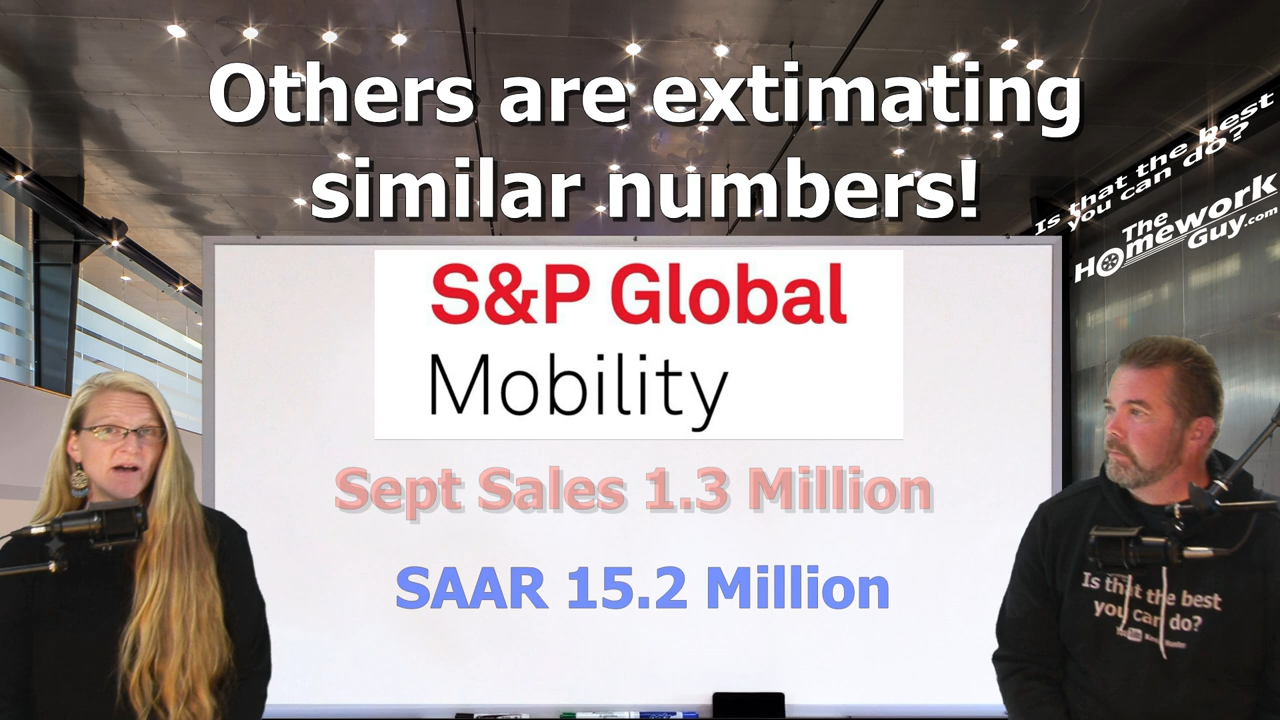 Others are extimating
similar numbers!
Is that the best
you can do?
The
Homework
Guy.com
S&P Global
Mobility
Sept Sales 1.3 Million
SAAR 15.2 Million
Is that the best
you can do?